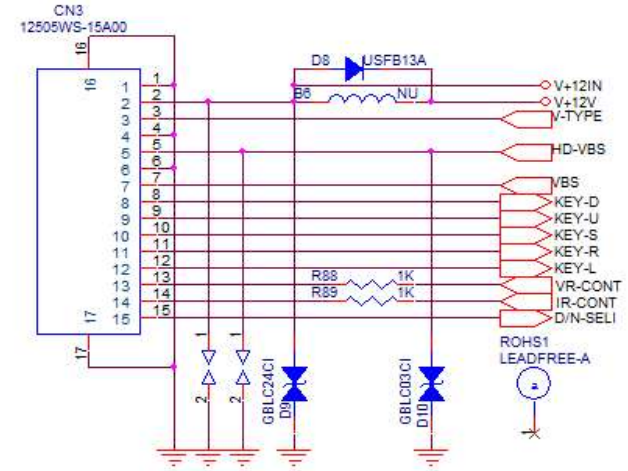 CN3
12505WS-15A00
16
16
1
2
3
4
5
6
7
8
9
10
11
12
13
14
15
17
17
1
2
3
4
5
6
7
8
9
10
11
12
13
14
15
D8
USFB13A
B6
NU
V+12IN
V+12V
V-TYPE
HD-VBS
VBS
KEY-D
KEY-U
KEY-S
KEY-R
KEY-L
R88
1K
VR-CONT
R89
1K
IR-CONT
D/N-SELI
1
2
1
2
GBLC24CI
D9
GBLC03CI
D10
ROHS1
LEADFREE-A
a
1